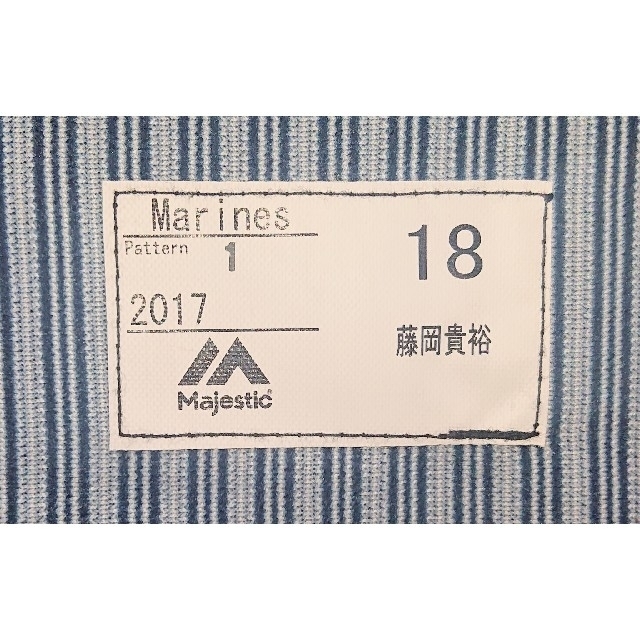 Marines
Pattern 1
2017
Majestic
18
藤岡貴裕